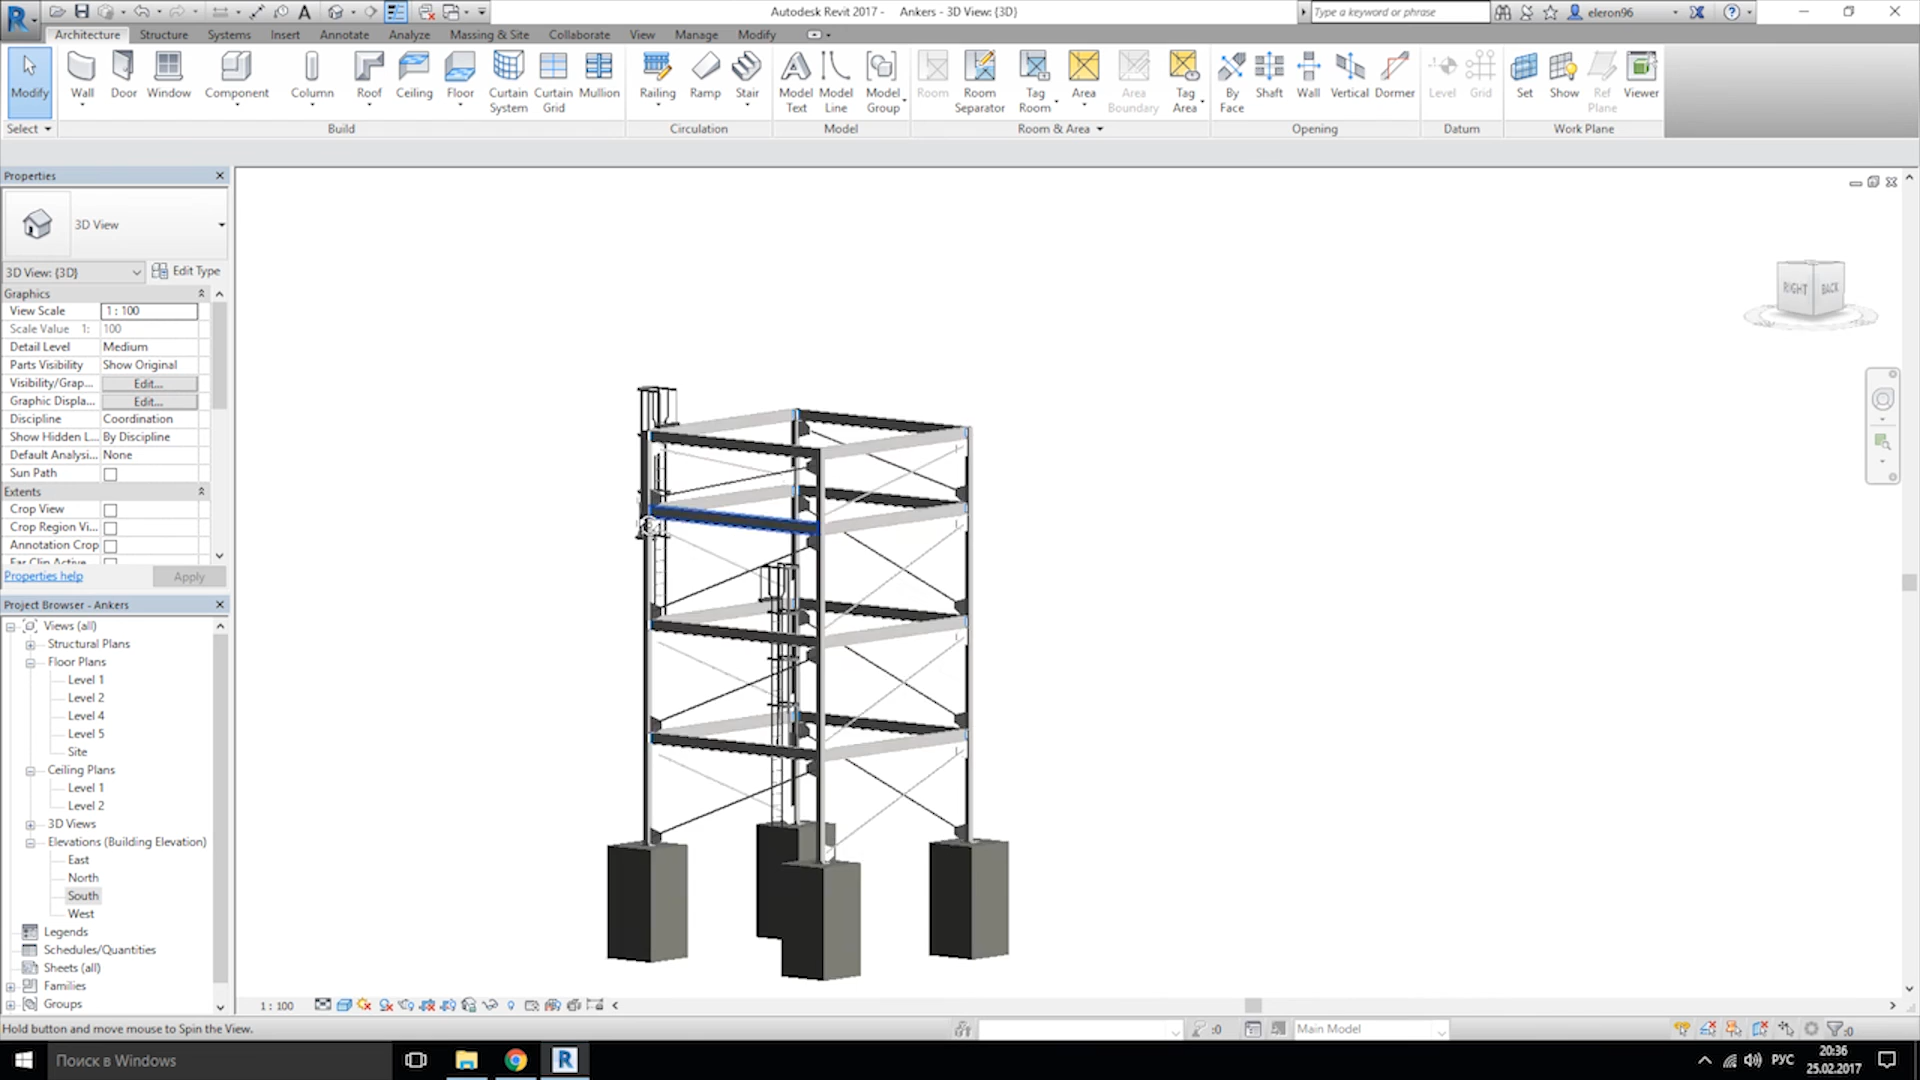 Autodesk Revit 2017 - Ankers - 3D View: {3D}
Type a keyword or phrase
eleron96
Architecture Structure Systems Insert Annotate Analyze Massing & Site Collaborate View Manage Modify
Modify Wall Door Window Component Column Roof Ceiling Floor Curtain System Curtain Grid Mullion Railing Ramp Stair Model Text Model Line Model Group Room Room Separator Tag Room Area Area Boundary Tag Area By Face Shaft Wall Vertical Dormer Level Grid Set Show Ref Plane Viewer
Select Build Circulation Model Room & Area Opening Datum Work Plane
Properties
3D View
3D View: {3D} Edit Type
Graphics
View Scale 1 : 100
Scale Value 1: 100
Detail Level Medium
Parts Visibility Show Original
Visibility/Grap... Edit...
Graphic Displa... Edit...
Discipline Coordination
Show Hidden L... By Discipline
Default Analysi... None
Sun Path
Extents
Crop View
Crop Region Vi...
Annotation Crop
Far Clip Active
Properties help Apply
Project Browser - Ankers
Views (all)
Structural Plans
Floor Plans
Level 1
Level 2
Level 4
Level 5
Site
Ceiling Plans
Level 1
Level 2
3D Views
Elevations (Building Elevation)
East
North
South
West
Legends
Schedules/Quantities
Sheets (all)
Families
Groups
RIGHT BACK
1 : 100
Hold button and move mouse to Spin the View.
:0
Main Model
:0
Поиск в Windows
РУС
20:36
25.02.2017